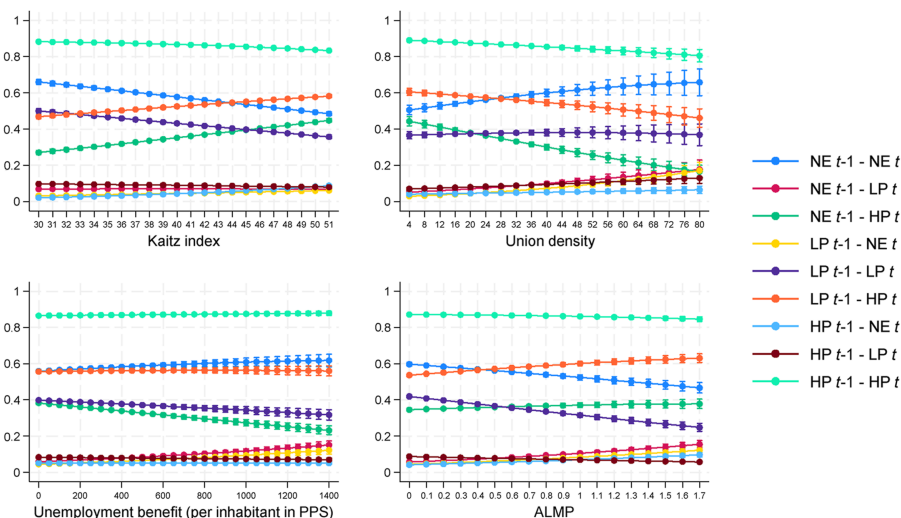 1
0.8
0.6
0.4
0.2
0
30 31 32 33 34 35 36 37 38 39 40 41 42 43 44 45 46 47 48 49 50 51
Kaitz index
1
0.8
0.6
0.4
0.2
0
4 8 12 16 20 24 28 32 36 40 44 48 52 56 60 64 68 72 76 80
Union density
1
0.8
0.6
0.4
0.2
0
0 200 400 600 800 1000 1200 1400
Unemployment benefit (per inhabitant in PPS)
1
0.8
0.6
0.4
0.2
0
0 0.1 0.2 0.3 0.4 0.5 0.6 0.7 0.8 0.9 1 1.1 1.2 1.3 1.4 1.5 1.6 1.7
ALMP
NE t-1 - NE t
NE t-1 - LP t
NE t-1 - HP t
LP t-1 - NE t
LP t-1 - LP t
LP t-1 - HP t
HP t-1 - NE t
HP t-1 - LP t
HP t-1 - HP t